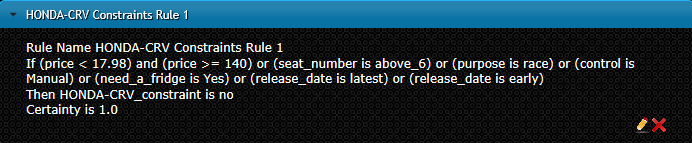 HONDA-CRV Constraints Rule 1
Rule Name HONDA-CRV Constraints Rule 1
If (price < 17.98) and (price >= 140) or (seat_number is above_6) or (purpose is race) or (control is
Manual) or (need_a_fridge is Yes) or (release_date is latest) or (release_date is early)
Then HONDA-CRV_constraint is no
Certainty is 1.0